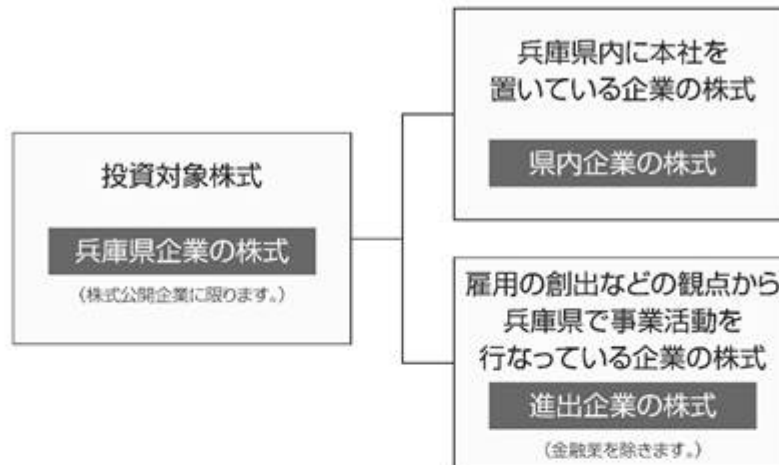 投資対象株式
兵庫県企業の株式
（株式公開企業に限ります。）
兵庫県内に本社を
置いている企業の株式
県内企業の株式
雇用の創出などの観点から
兵庫県で事業活動を
行なっている企業の株式
進出企業の株式
（金融業を除きます。）